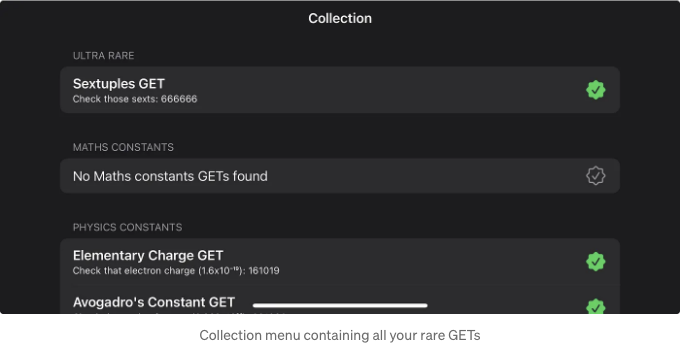 Collection
ULTRA RARE
Sextuples GET
Check those sexts: 666666
MATHS CONSTANTS
No Maths constants GETs found
PHYSICS CONSTANTS
Elementary Charge GET
Check that electron charge (1.6x10⁻¹⁹): 161019
Avogadro's Constant GET
Collection menu containing all your rare GETs